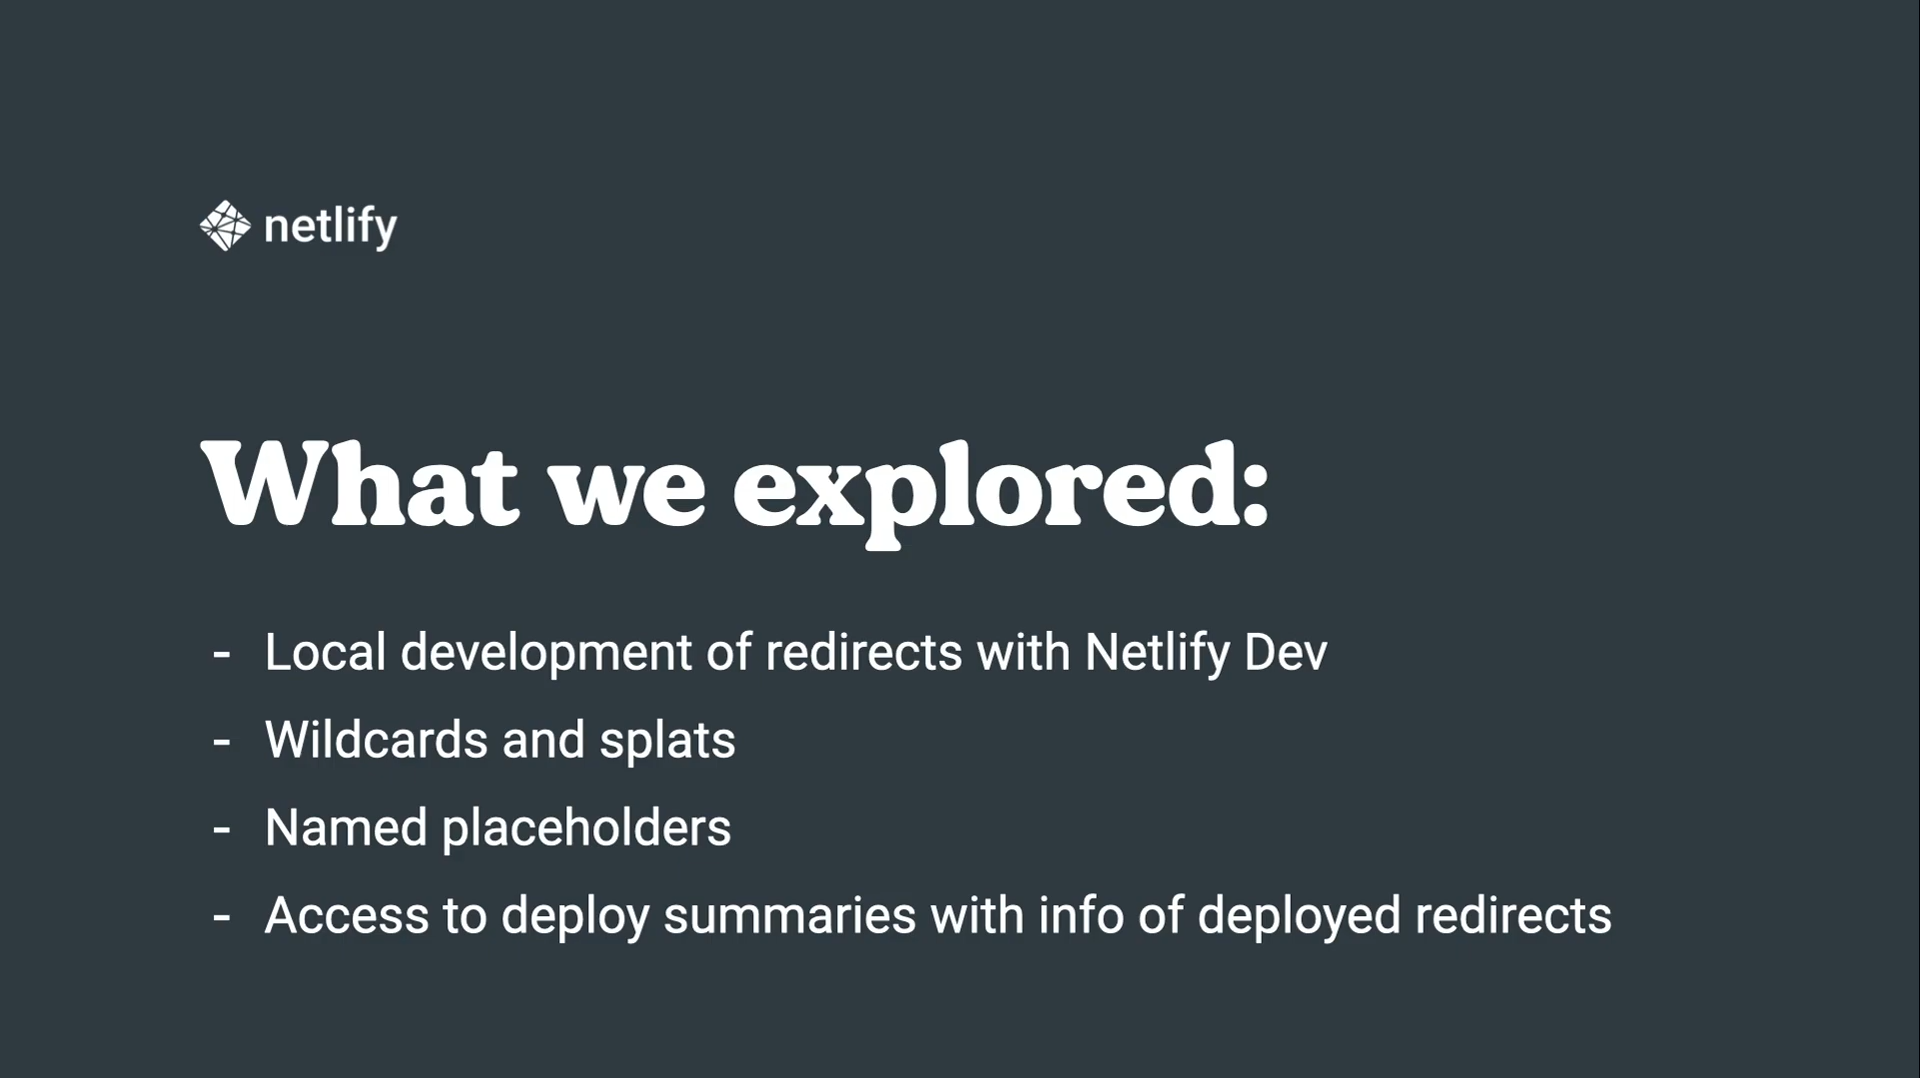 netlify
What we explored:
- Local development of redirects with Netlify Dev
- Wildcards and splats
- Named placeholders
- Access to deploy summaries with info of deployed redirects